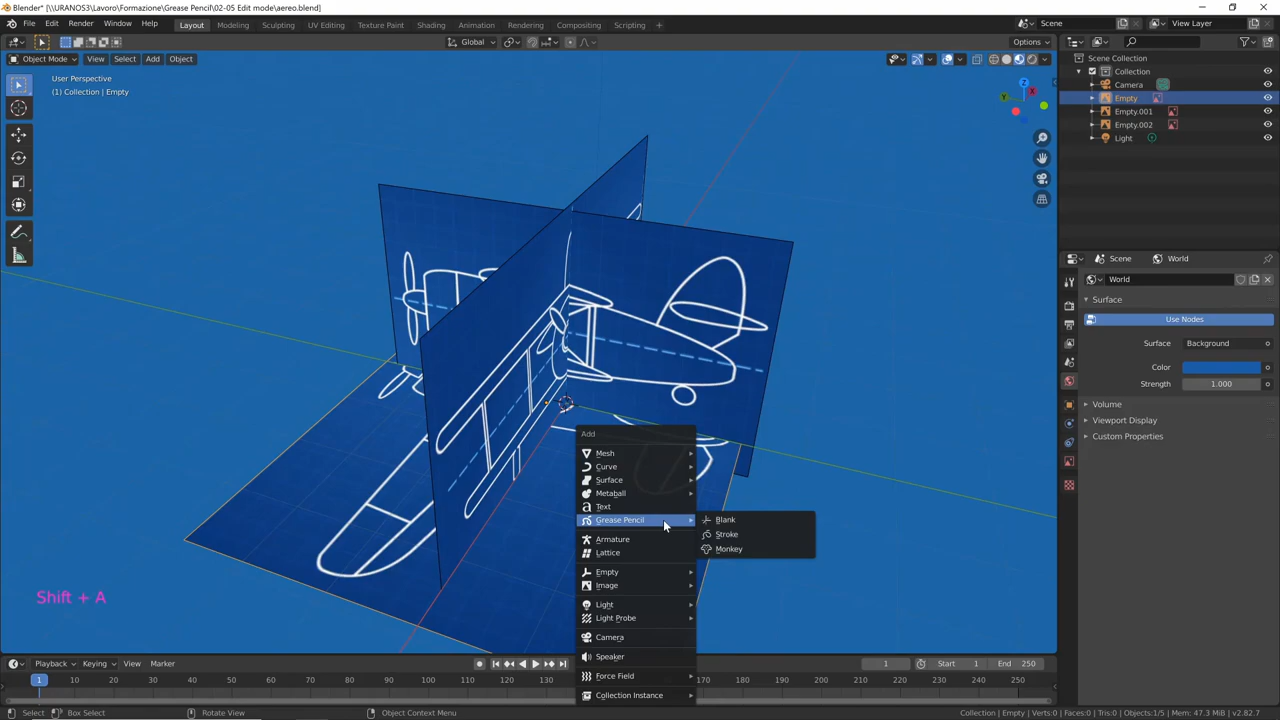 Blender* [\\URANOS3\Lavoro\Formazione\Grease Pencil\02-05 Edit mode\aereo.blend]
File Edit Render Window Help Layout Modeling Sculpting UV Editing Texture Paint Shading Animation Rendering Compositing Scripting Scene View Layer
Global Options
Object Mode View Select Add Object
User Perspective
(1) Collection | Empty
Scene Collection
Collection
Camera
Empty
Empty.001
Empty.002
Light
Z
X
Y
Scene World
World
Surface
Use Nodes
Surface Background
Color
Strength 1.000
Volume
Viewport Display
Custom Properties
Add
Mesh
Curve
Surface
Metaball
Text
Grease Pencil
Armature
Lattice
Empty
Image
Light
Light Probe
Camera
Speaker
Force Field
Collection Instance
Blank
Stroke
Monkey
Shift + A
Playback Keying View Marker 1 Start 1 End 250
1 10 20 30 40 50 60 70 80 90 100 110 120 130 170 180 190 200 210 220 230 240 250
Select Box Select Rotate View Object Context Menu Collection | Empty | Verts:0 | Faces:0 | Tris:0 | Objects:1/5 | Mem: 47.3 MiB | v2.82.7